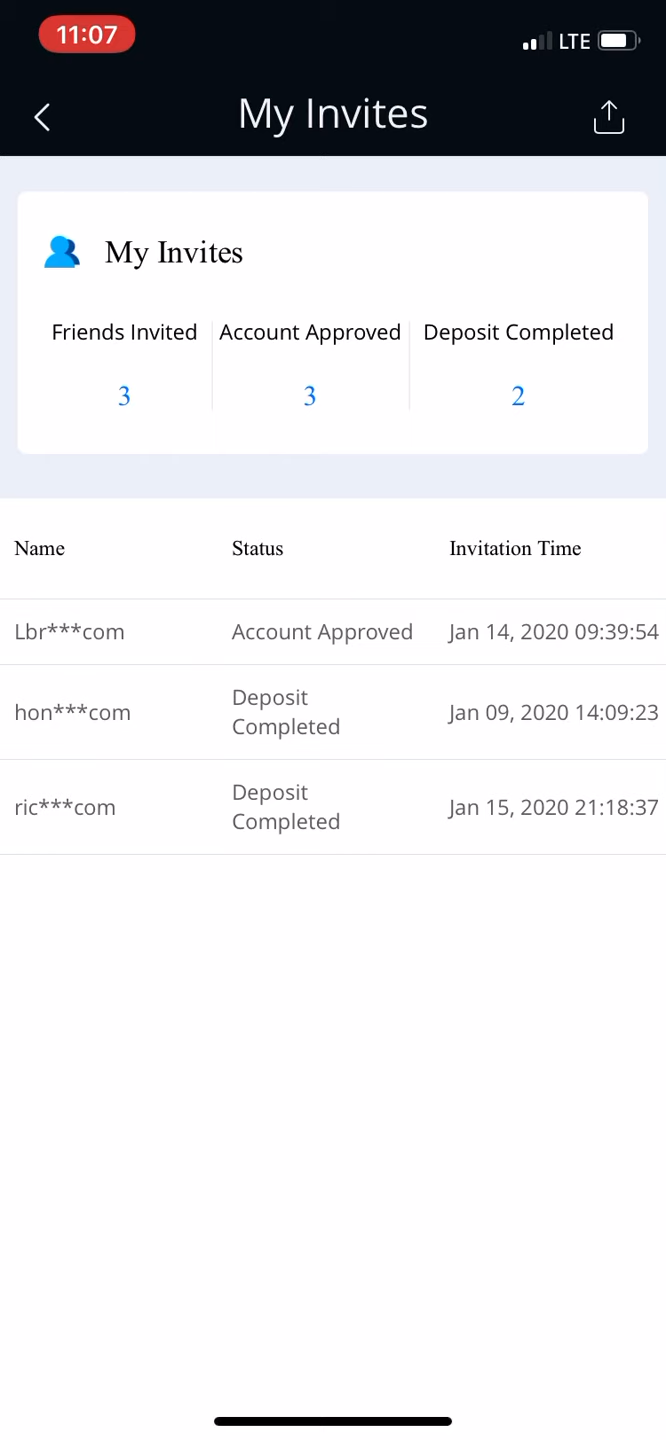 11:07
LTE
My Invites
My Invites
Friends Invited Account Approved Deposit Completed
3 3 2
Name Status Invitation Time
Lbr***com Account Approved Jan 14, 2020 09:39:54
hon***com Deposit Completed Jan 09, 2020 14:09:23
ric***com Deposit Completed Jan 15, 2020 21:18:37